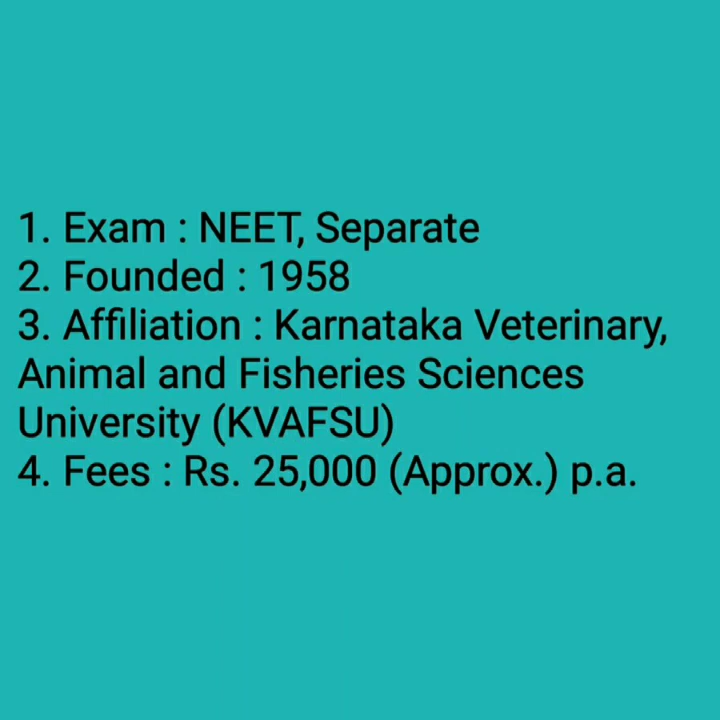 1. Exam : NEET, Separate
2. Founded : 1958
3. Affiliation : Karnataka Veterinary,
Animal and Fisheries Sciences
University (KVAFSU)
4. Fees : Rs. 25,000 (Approx.) p.a.